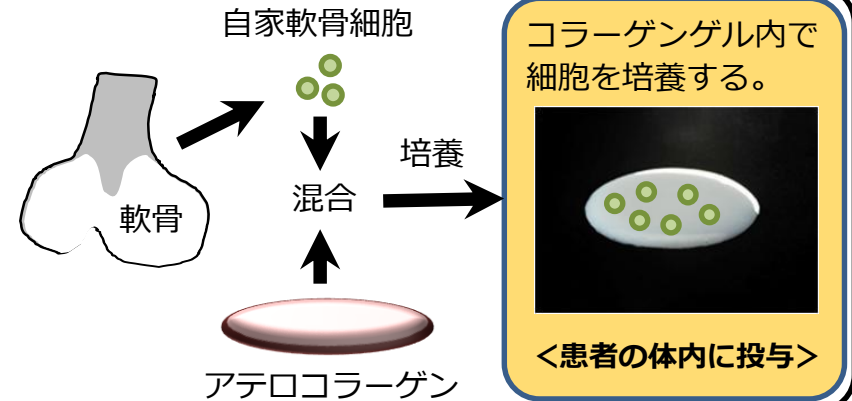 自家軟骨細胞
軟骨
混合
アテロコラーゲン
培養
コラーゲンゲル内で
細胞を培養する。
<患者の体内に投与>